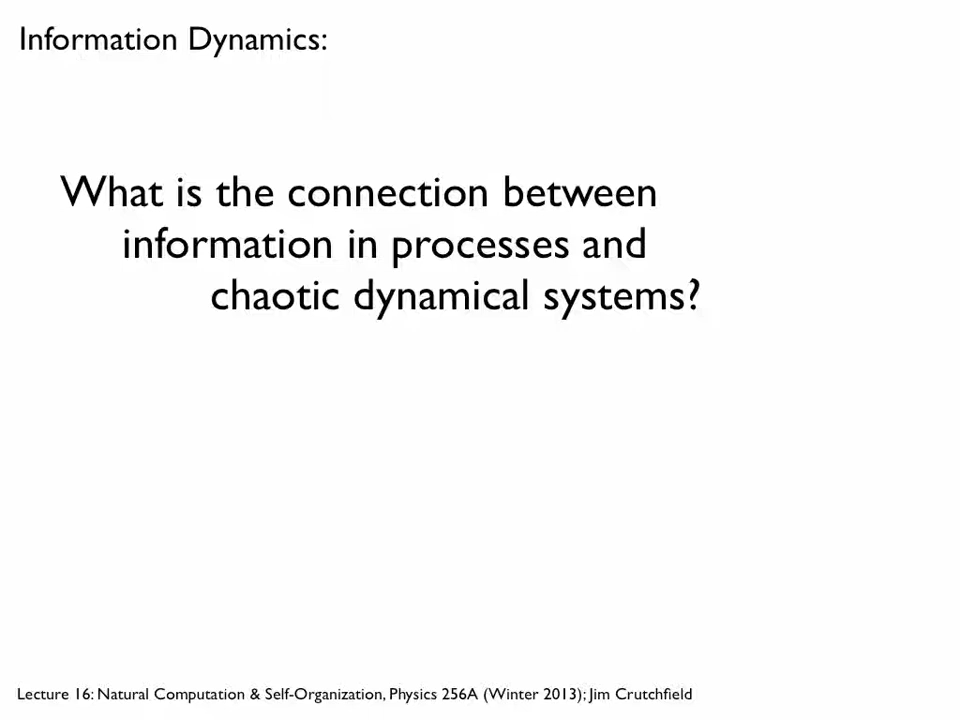 Information Dynamics:
What is the connection between
information in processes and
chaotic dynamical systems?
Lecture 16: Natural Computation & Self-Organization, Physics 256A (Winter 2013); Jim Crutchfield